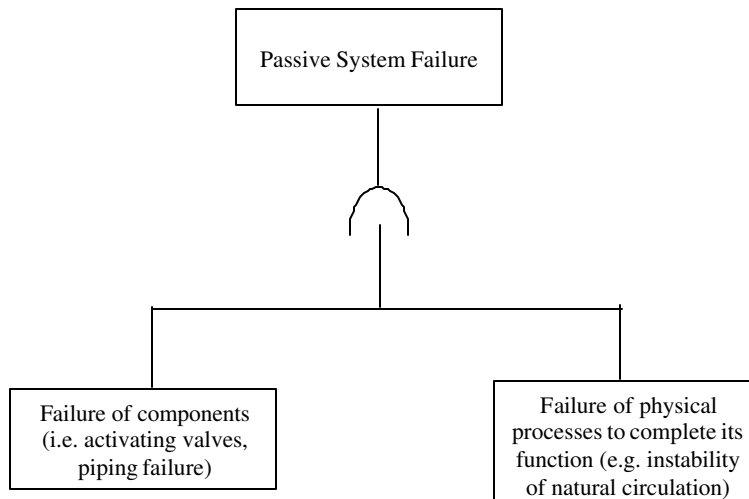 Passive System Failure
Failure of components
(i.e. activating valves,
piping failure)
Failure of physical
processes to complete its
function (e.g. instability
of natural circulation)